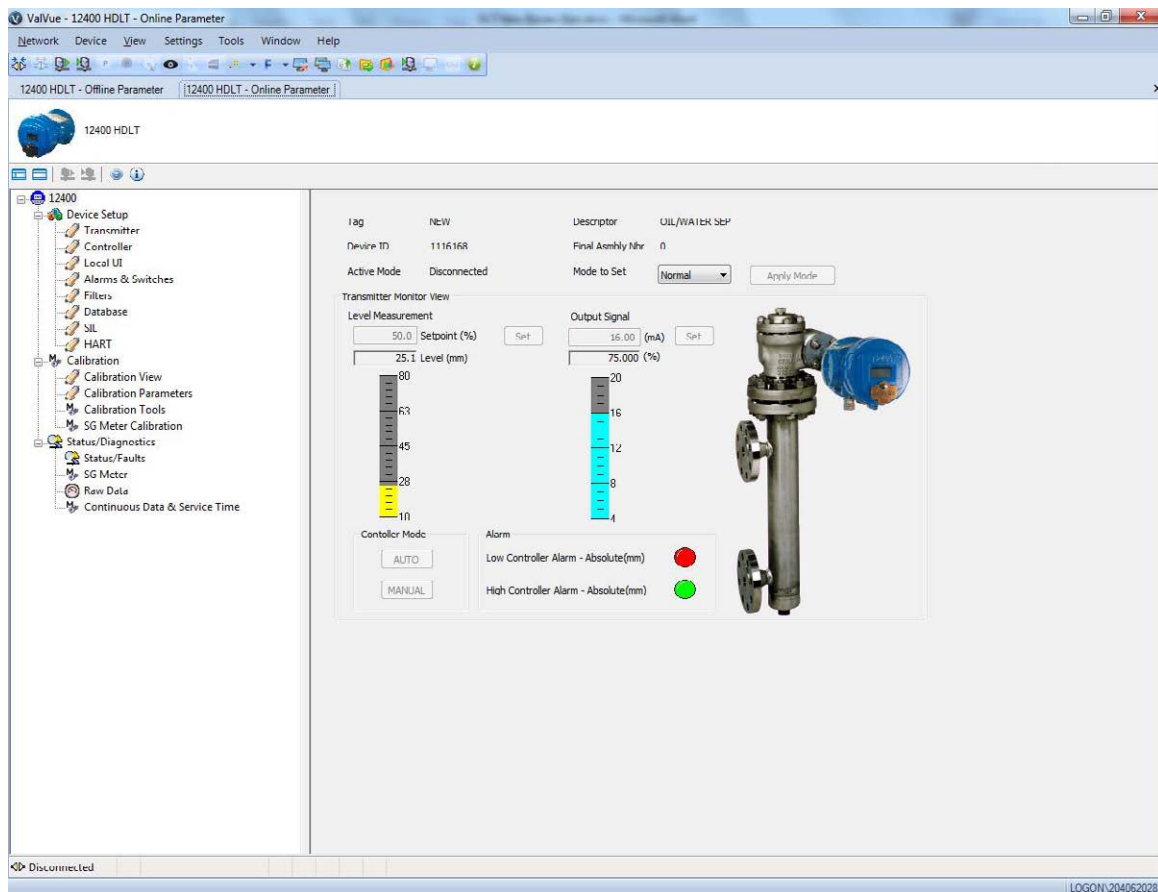 ValVue - 12400 HDLT - Online Parameter
Network Device View Settings Tools Window Help
12400 HDLT - Offline Parameter 12400 HDLT - Online Parameter
12400 HDLT
12400
Device Setup
Transmitter
Controller
Local UI
Alarms & Switches
Filters
Database
SIL
HART
Calibration
Calibration View
Calibration Parameters
Calibration Tools
SG Meter Calibration
Status/Diagnostics
Status/Faults
SG Meter
Raw Data
Continuous Data & Service Time
Tag NEW Descriptor OIL/WATER SEP
Device ID 1116168 Final Asmbly Nbr 0
Active Mode Disconnected Mode to Set Normal Apply Mode
Transmitter Monitor View
Level Measurement Output Signal
50.0 Setpoint (%) Set 16.00 (mA) Set
25.1 Level (mm) 75.000 (%)
80 20
63 16
45 12
28 8
10 4
Contoller Mode Alarm
AUTO Low Controller Alarm - Absolute(mm)
MANUAL High Controller Alarm - Absolute(mm)
Disconnected
LOGON\204062028